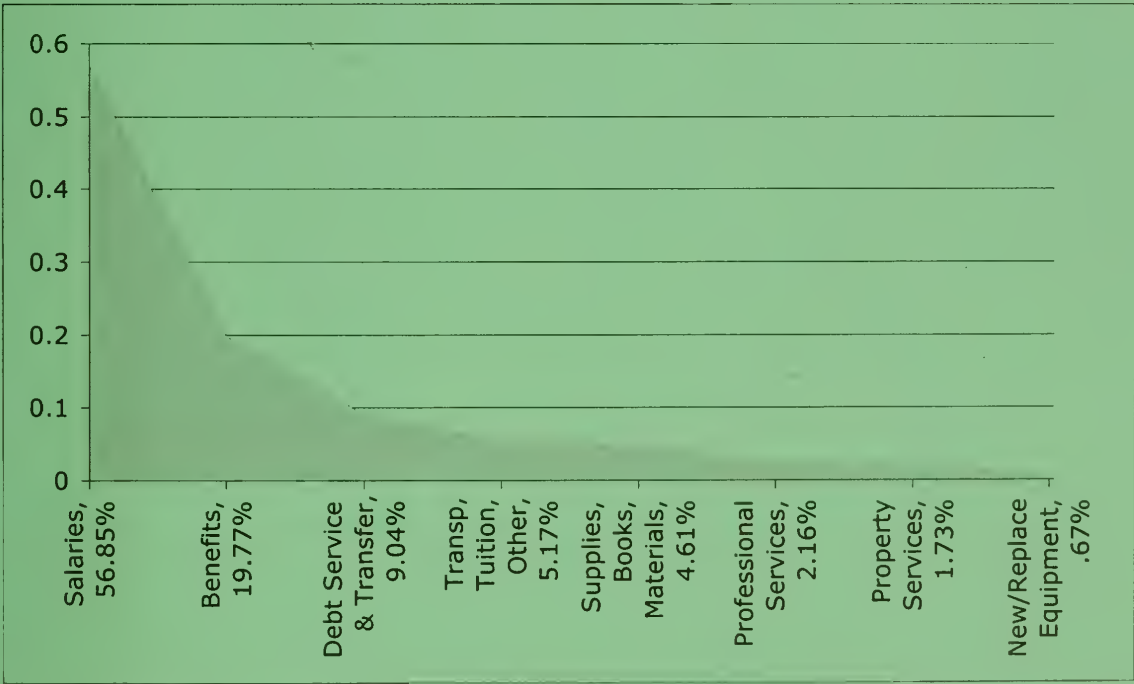 0.6
0.5
0.4
0.3
0.2
0.1
0
Salaries,
56.85%
Benefits,
19.77%
Debt Service
& Transfer,
9.04%
Transp,
Tuition,
Other,
5.17%
Supplies,
Books,
Materials,
4.61%
Professional
Services,
2.16%
Property
Services,
1.73%
New/Replace
Equipment,
.67%